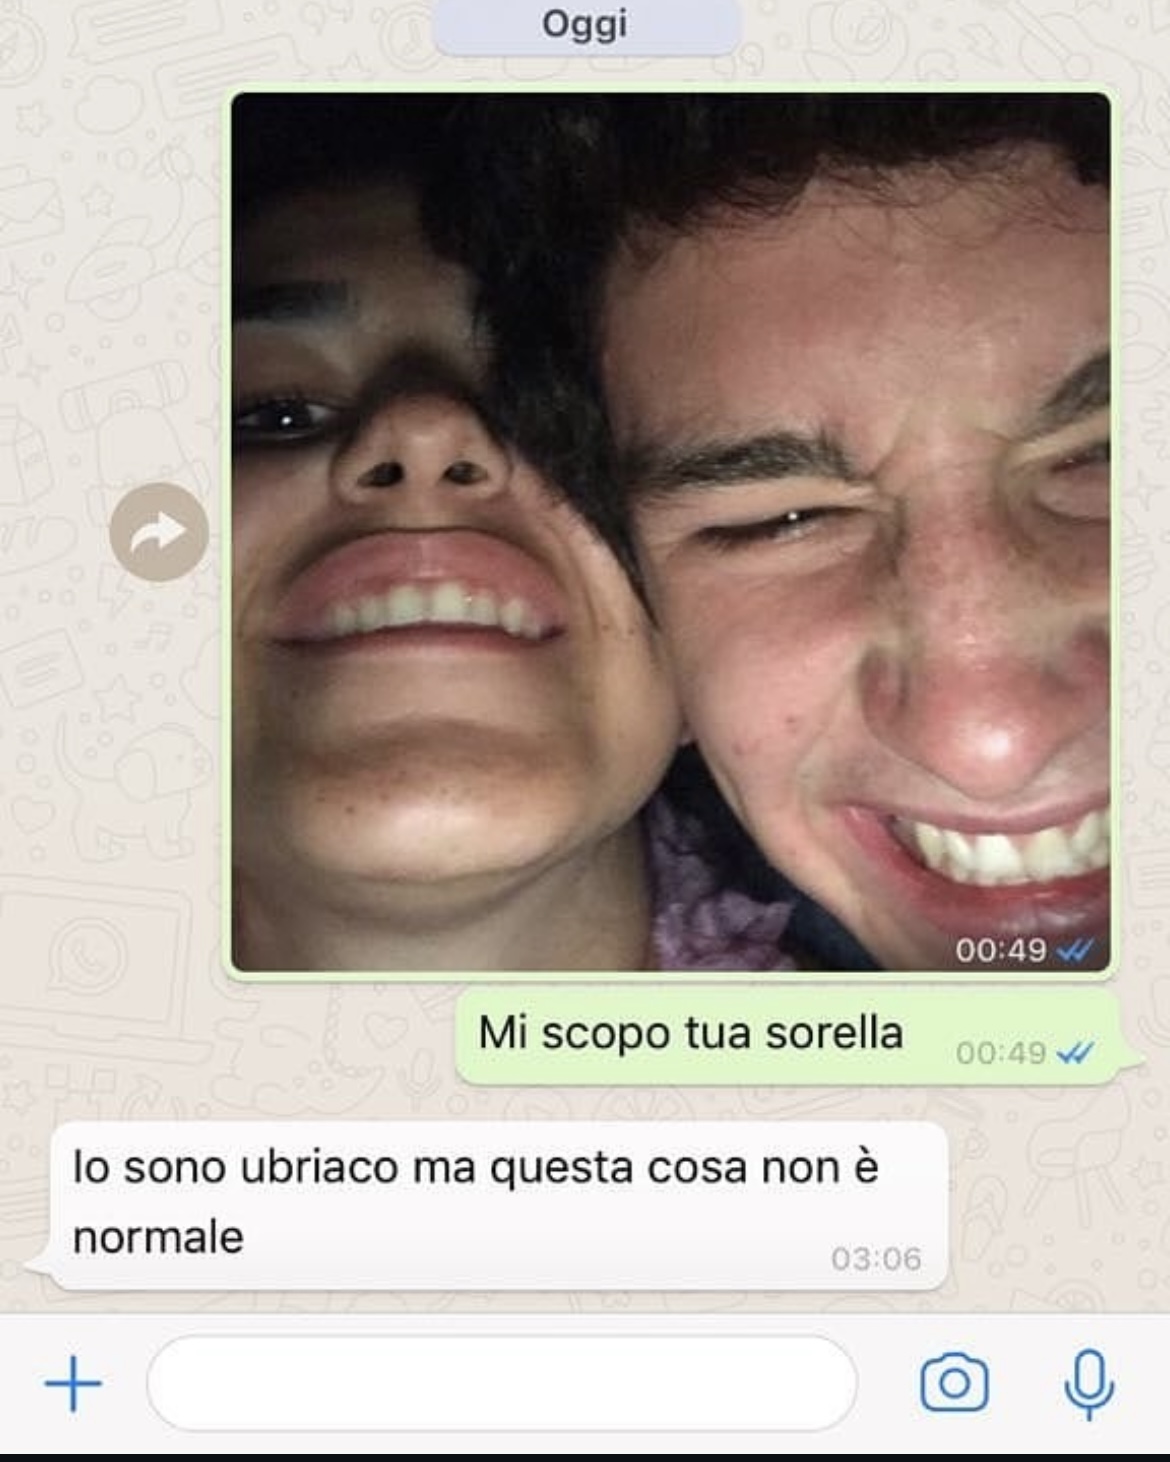 Oggi
00:49
Mi scopo tua sorella
00:49
Io sono ubriaco ma questa cosa non è
normale
03:06